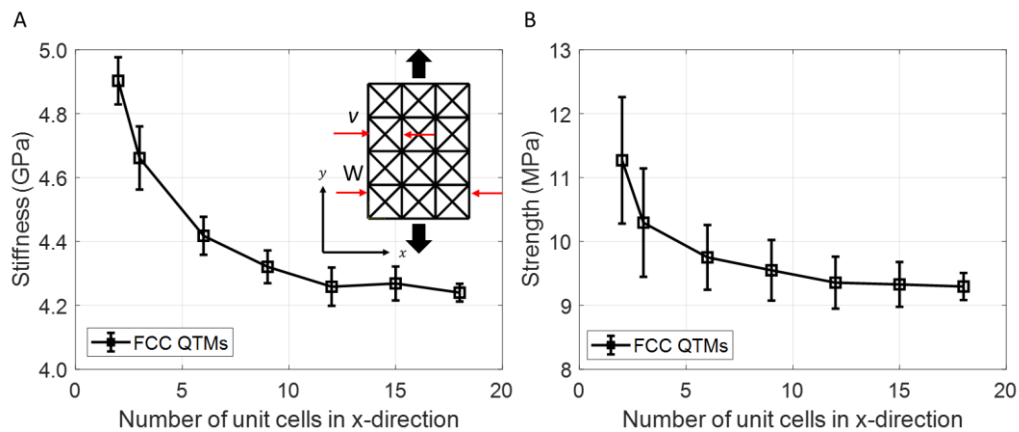 A
5.0
4.8
4.6
4.4
4.2
4.0
Stiffness (GPa)
v
W
y
x
FCC QTMs
0
5
10
15
20
Number of unit cells in x-direction
B
13
12
11
10
9
8
Strength (MPa)
FCC QTMs
0
5
10
15
20
Number of unit cells in x-direction